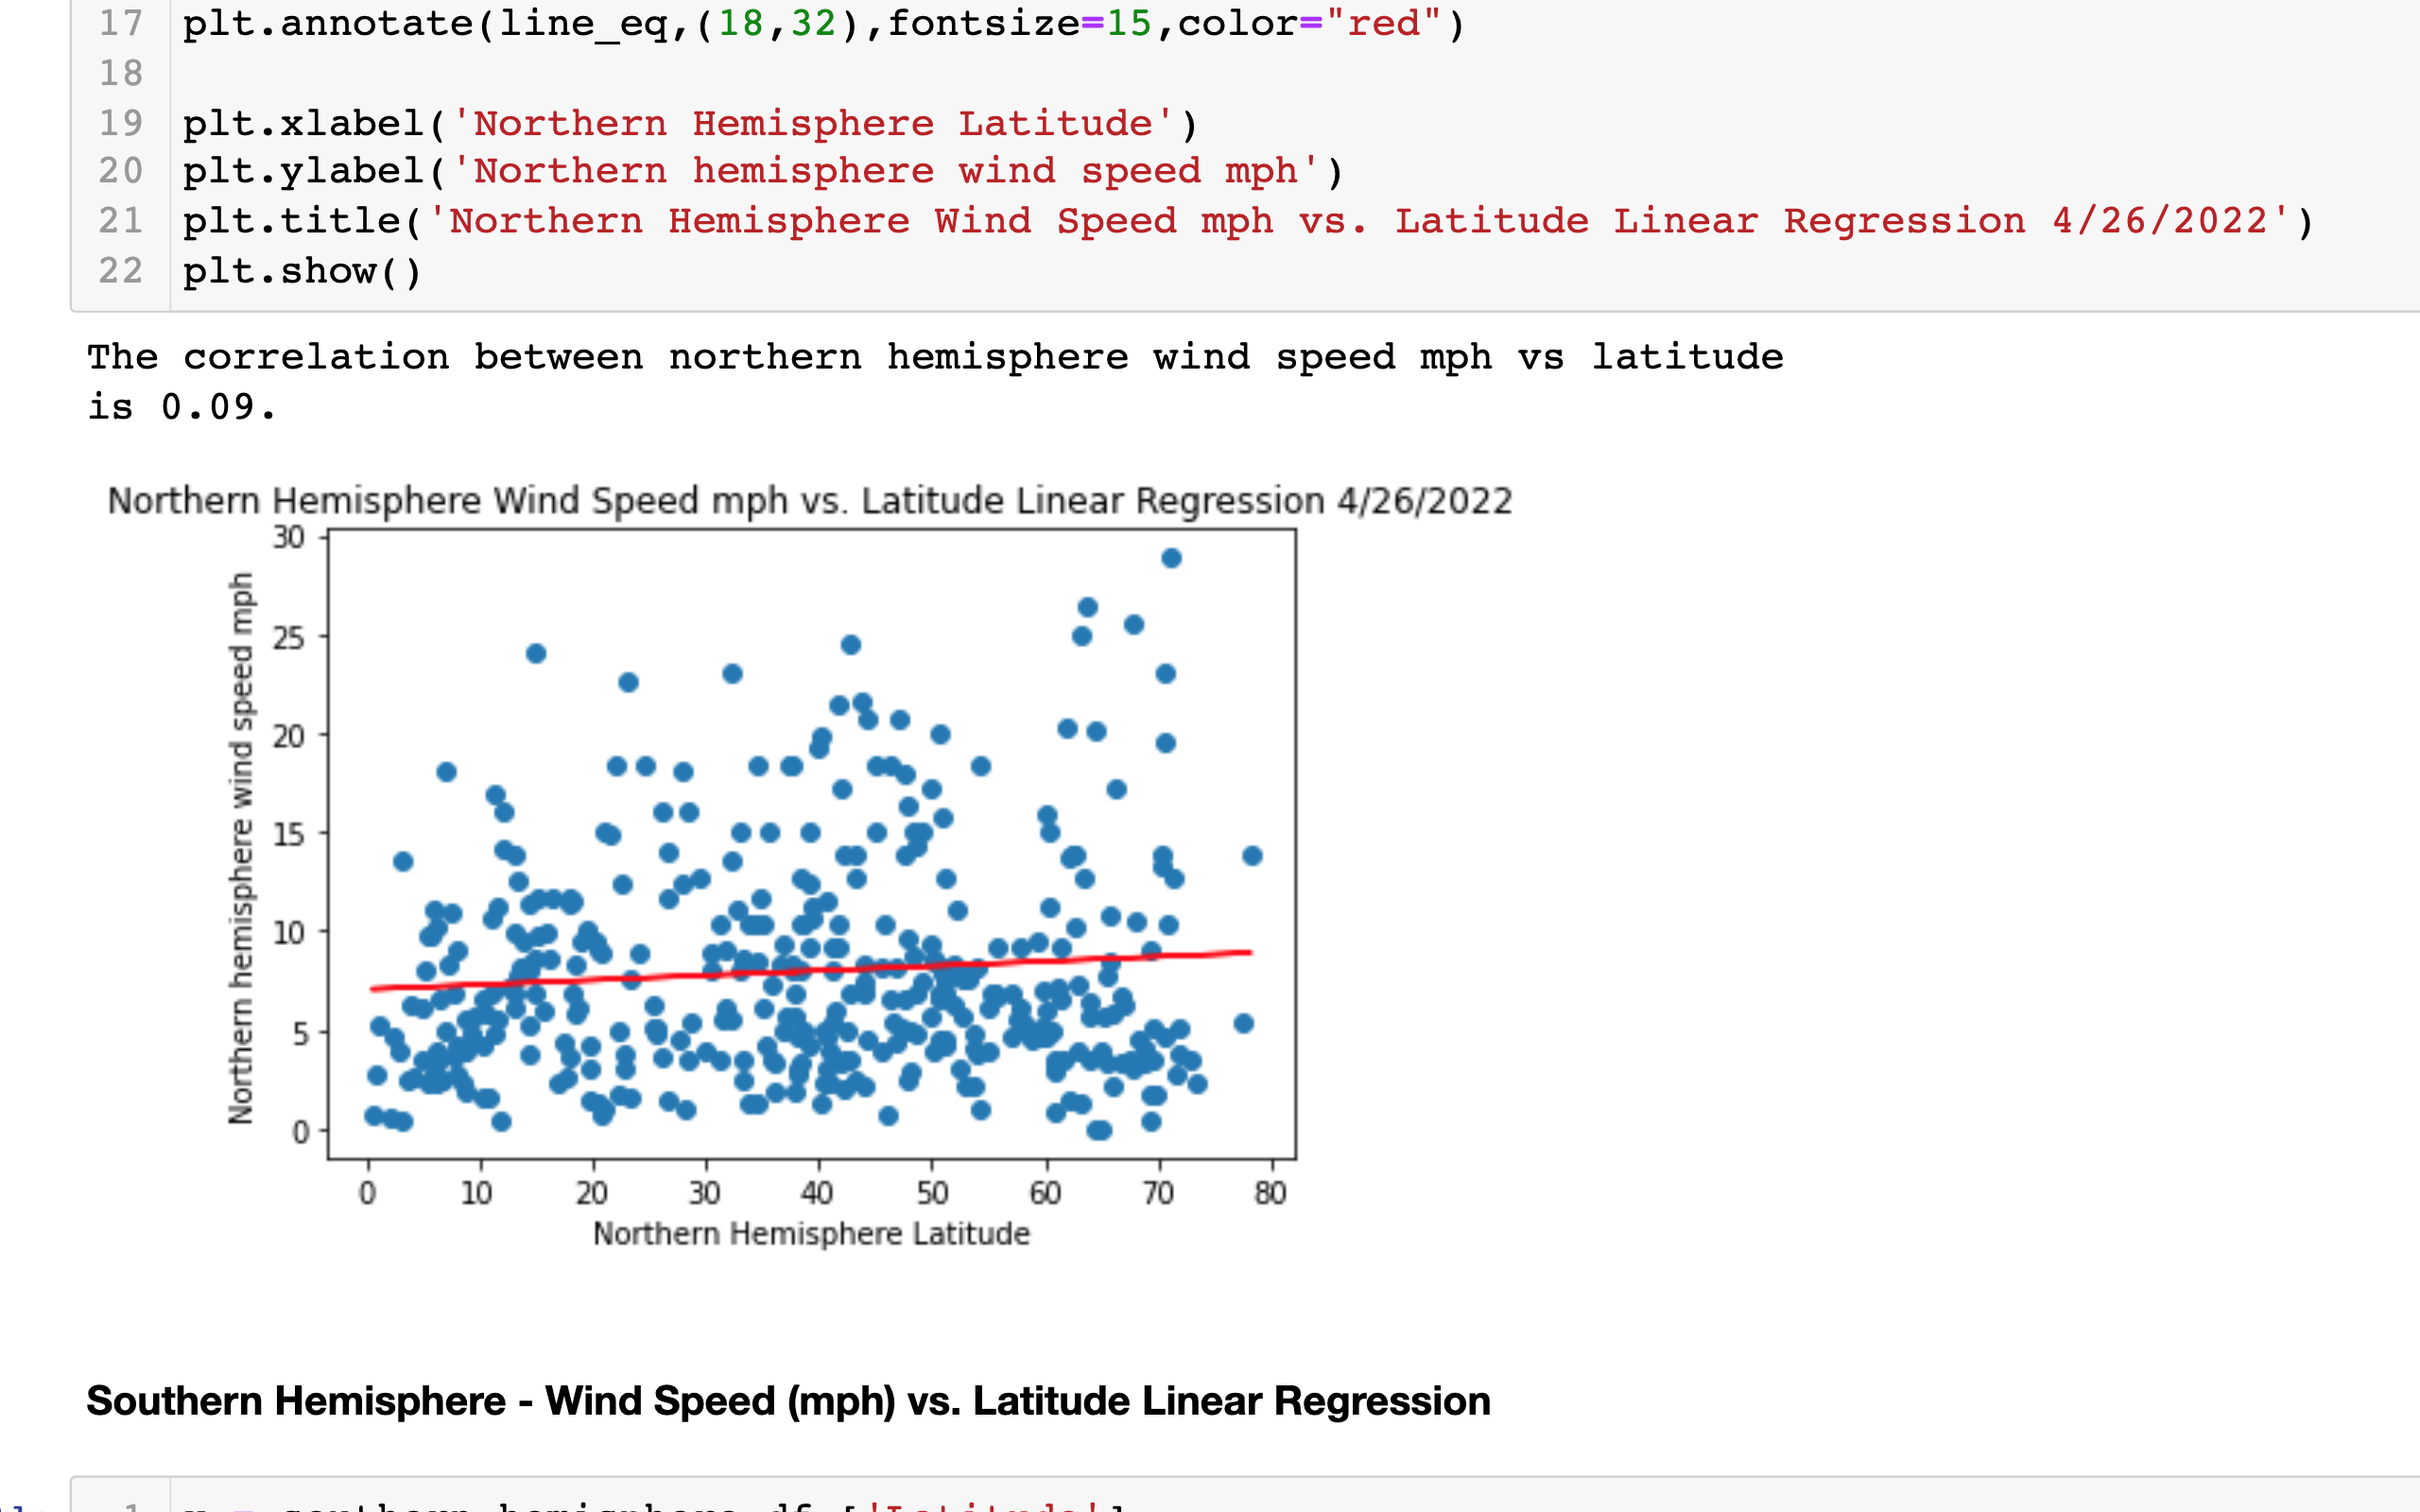 17 plt.annotate(line_eq,(18,32),fontsize=15,color="red")
18
19 plt.xlabel('Northern Hemisphere Latitude')
20 plt.ylabel('Northern hemisphere wind speed mph')
21 plt.title('Northern Hemisphere Wind Speed mph vs. Latitude Linear Regression 4/26/2022')
22 plt.show()
The correlation between northern hemisphere wind speed mph vs latitude
is 0.09.
Northern Hemisphere Wind Speed mph vs. Latitude Linear Regression 4/26/2022
Northern hemisphere wind speed mph
30
25
20
15
10
5
0
0 10 20 30 40 50 60 70 80
Northern Hemisphere Latitude
Southern Hemisphere - Wind Speed (mph) vs. Latitude Linear Regression